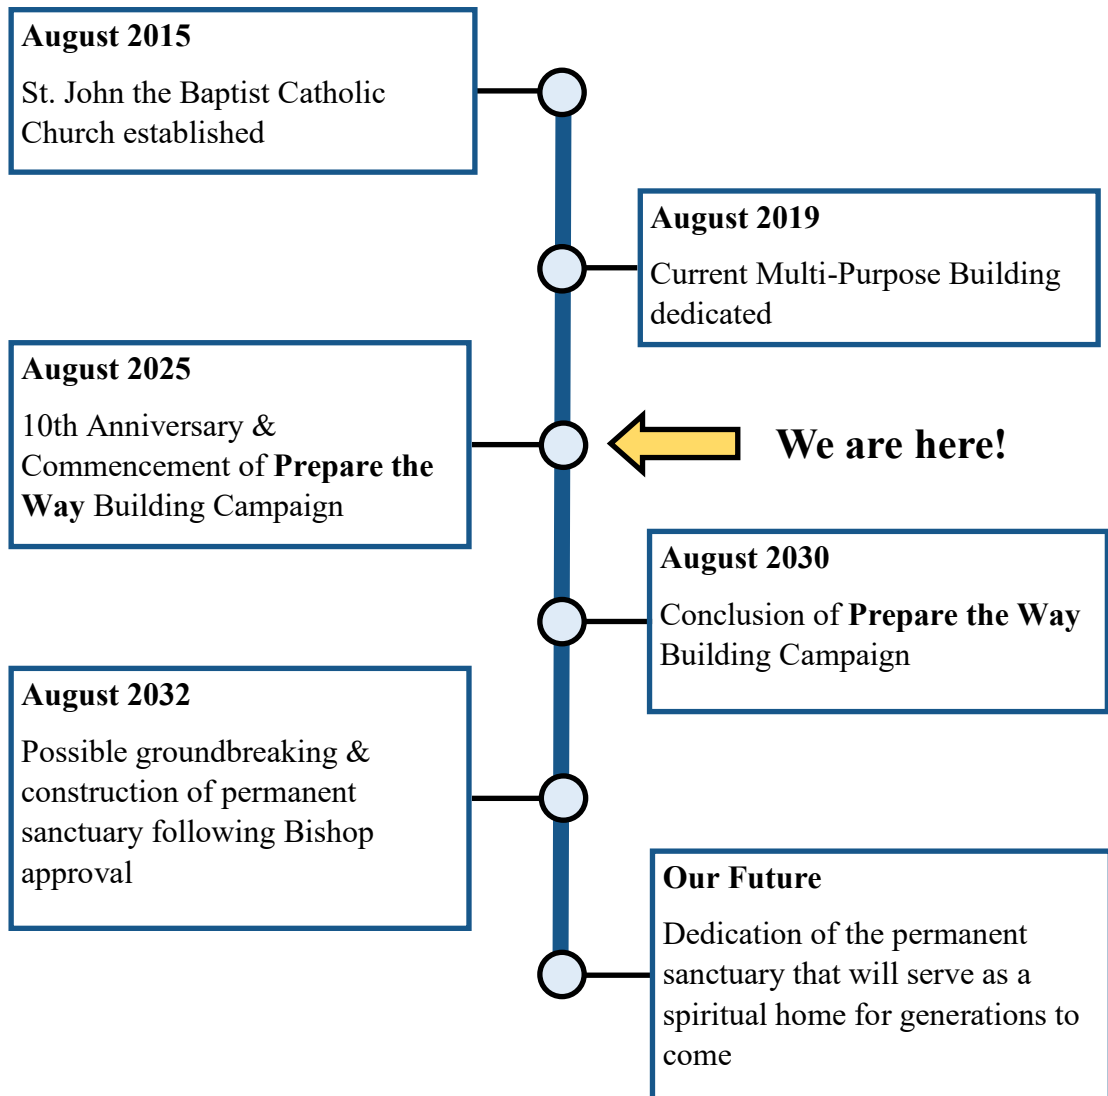 August 2015
St. John the Baptist Catholic
Church established
August 2019
Current Multi-Purpose Building
dedicated
August 2025
10th Anniversary &
Commencement of Prepare the
Way Building Campaign
We are here!
August 2030
Conclusion of Prepare the Way
Building Campaign
August 2032
Possible groundbreaking &
construction of permanent
sanctuary following Bishop
approval
Our Future
Dedication of the permanent
sanctuary that will serve as a
spiritual home for generations to
come